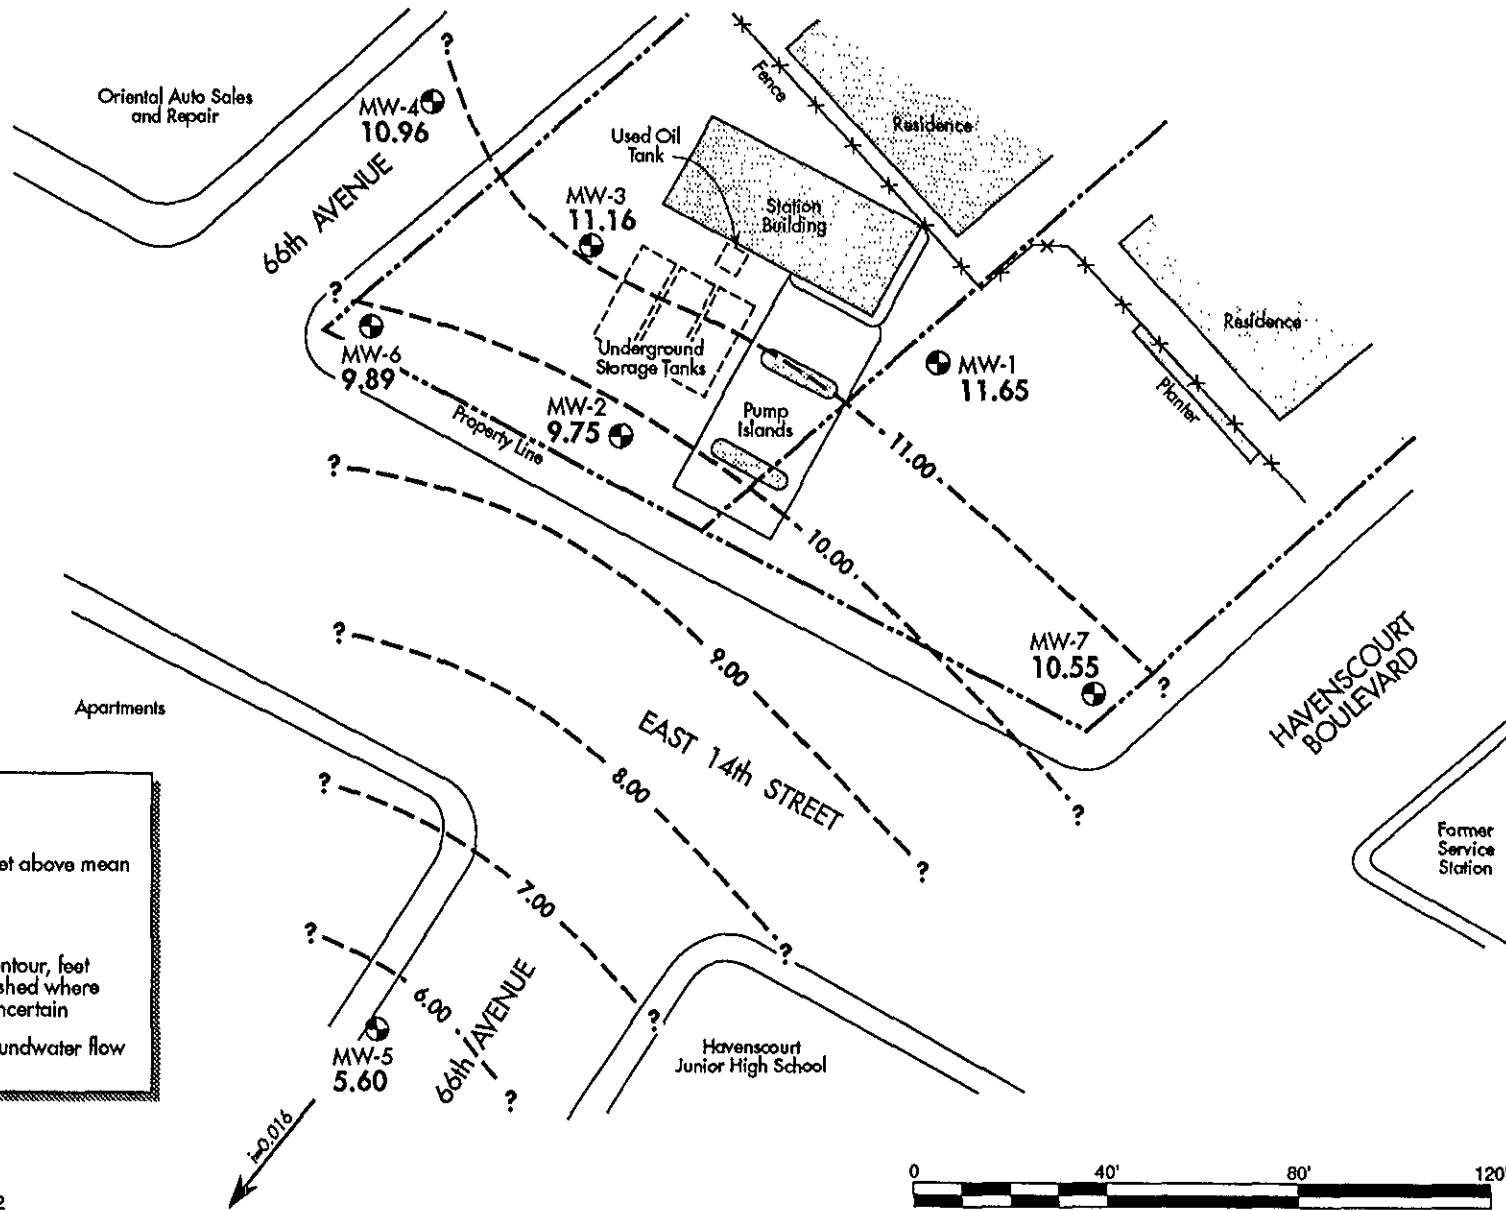 Oriental Auto Sales
and Repair
66th AVENUE
?
MW-4
10.96
Fence
Residence
Used Oil
Tank
Station
Building
MW-3
11.16
?
MW-6
9.89
Underground
Storage Tanks
MW-2
9.75
Property Line
Pump
Islands
MW-1
11.65
Residence
Planter
11.00
10.00
?
9.00
?
8.00
MW-7
10.55
?
?
?
EAST 14th STREET
HAVENSCOURT
BOULEVARD
Apartments
?
7.00
?
?
6.00
?
?
66th AVENUE
MW-5
5.60
i=0.016
Havenscourt
Junior High School
Former
Service
Station
et above mean
ntour, feet
shed where
ncertain
undwater flow
2
0 40' 80' 120'